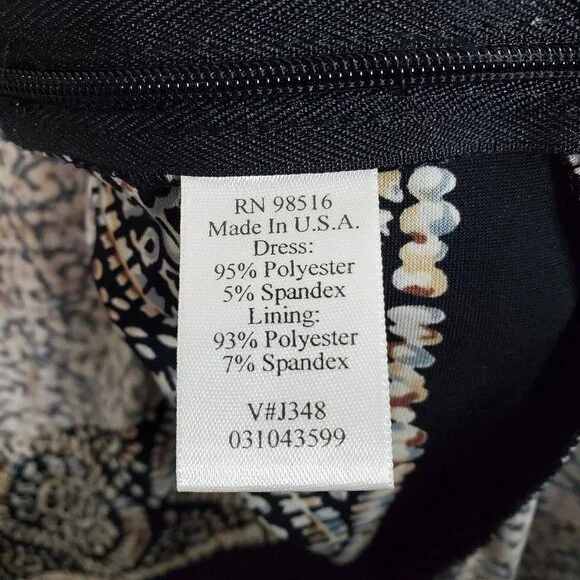 RN 98516
Made In U.S.A.
Dress:
95% Polyester
5% Spandex
Lining:
93% Polyester
7% Spandex
V#J348
031043599